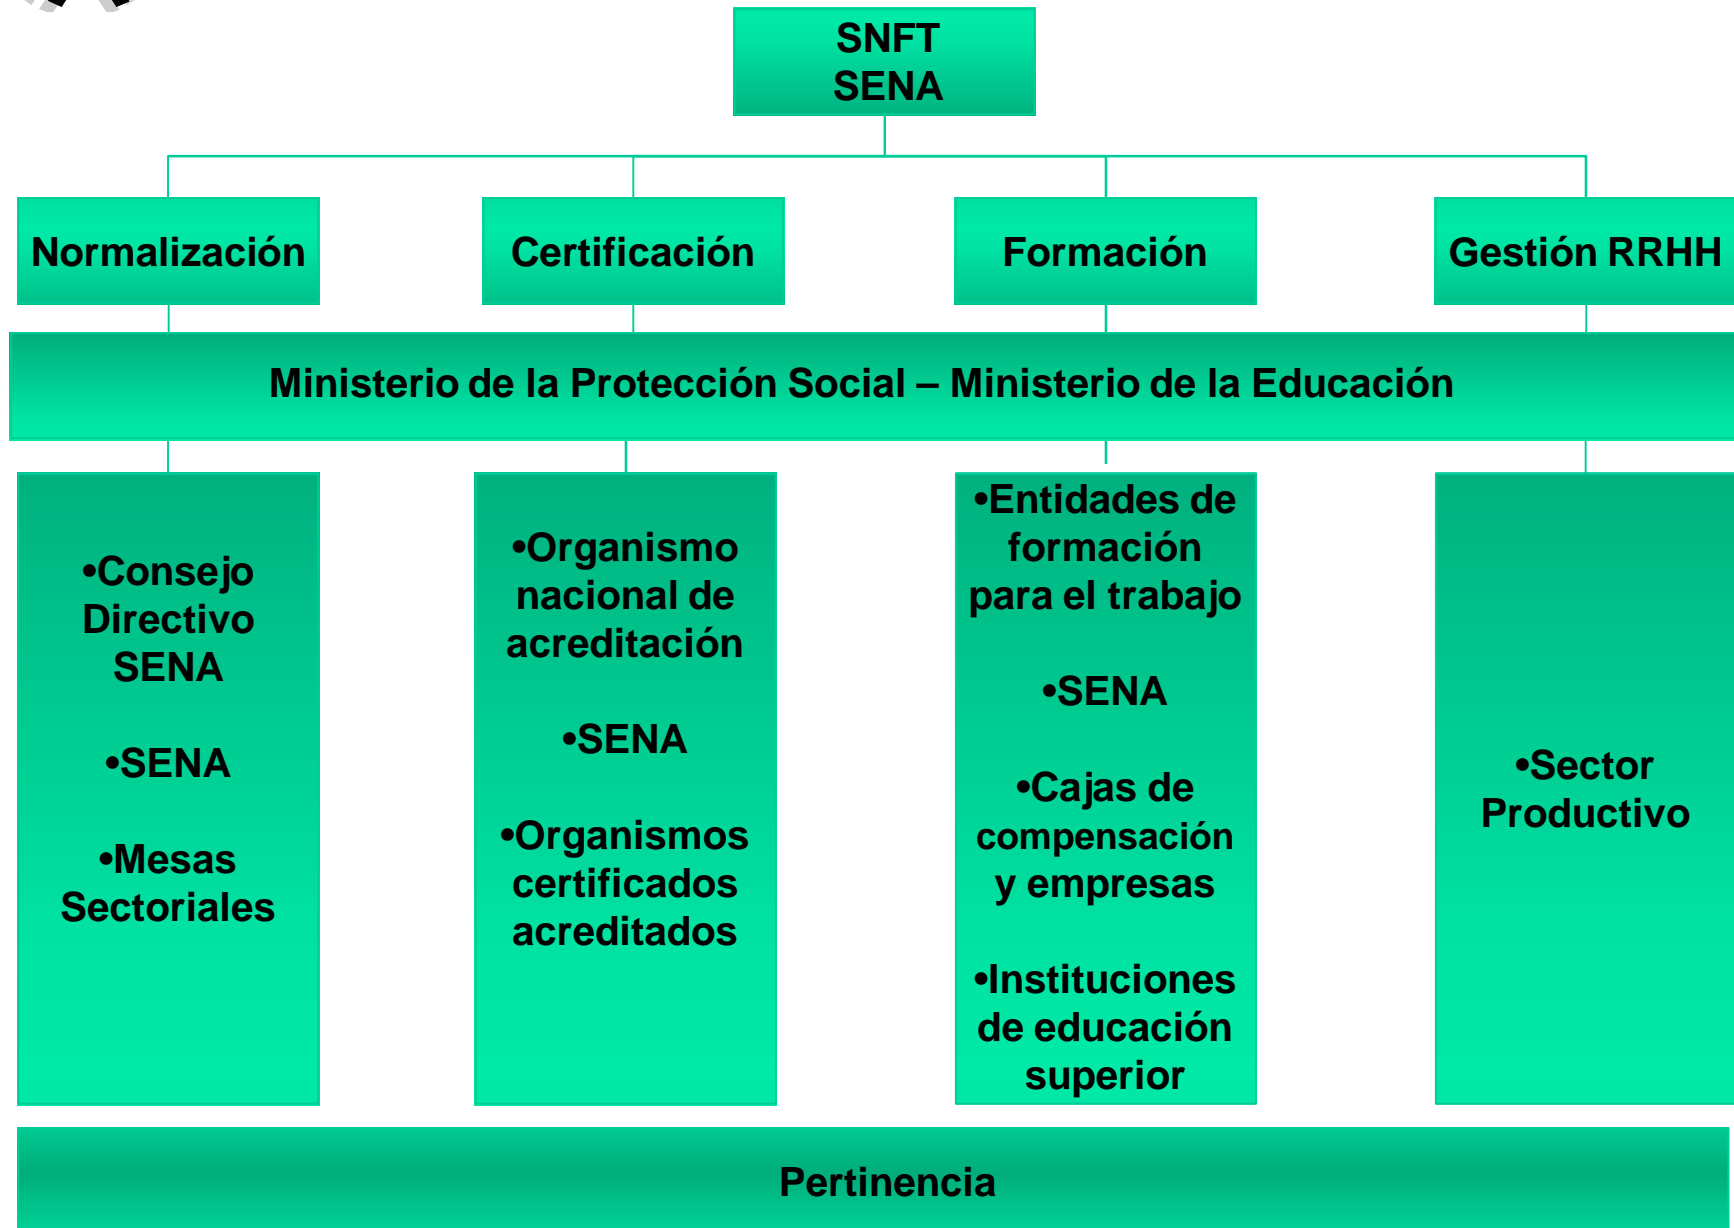 SNFT
SENA
Normalización
Certificación
Formación
Gestión RRHH
Ministerio de la Protección Social – Ministerio de la Educación
•Consejo
Directivo
SENA
•SENA
•Mesas
Sectoriales
•Organismo
nacional de
acreditación
•SENA
•Organismos
certificados
acreditados
•Entidades de
formación
para el trabajo
•SENA
•Cajas de
compensación
y empresas
•Instituciones
de educación
superior
•Sector
Productivo
Pertinencia